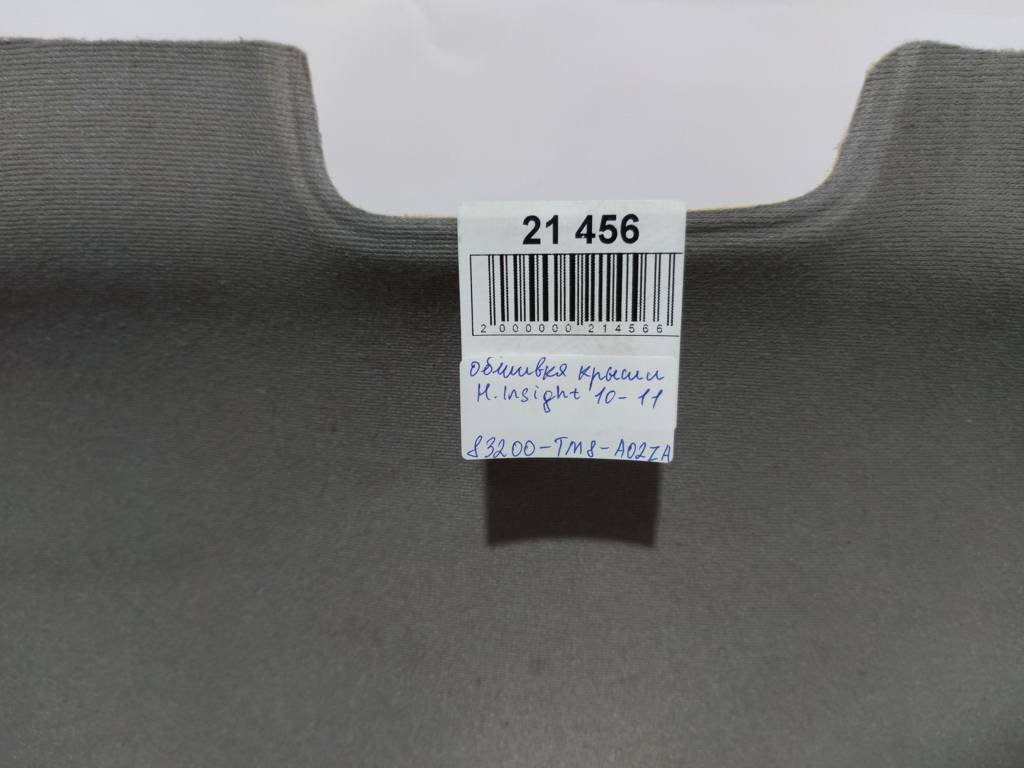 21 456
2 000000 214566
обшивка крыши
H.Insight 10-11
83200-TM8-A02ZA